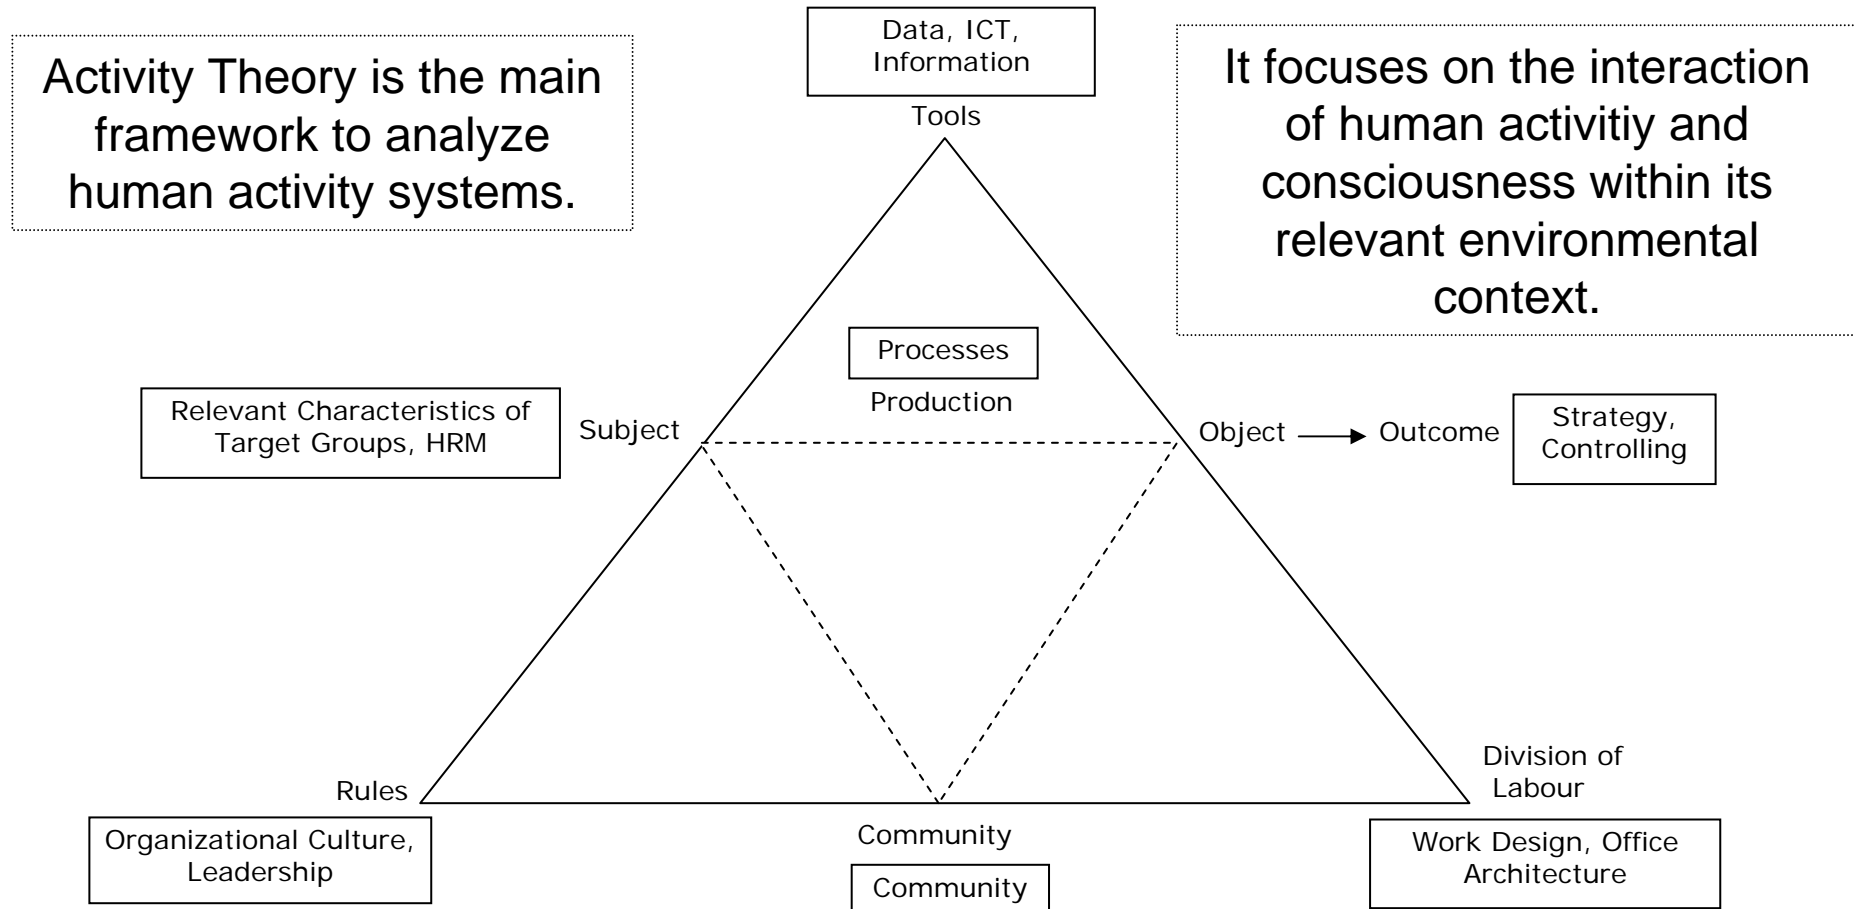 Activity Theory is the main
framework to analyze
human activity systems.
Data, ICT,
Information
Tools
It focuses on the interaction
of human activitiy and
consciousness within its
relevant environmental
context.
Processes
Production
Relevant Characteristics of
Target Groups, HRM
Subject
Object
Outcome
Strategy,
Controlling
Rules
Organizational Culture,
Leadership
Community
Community
Division of
Labour
Work Design, Office
Architecture